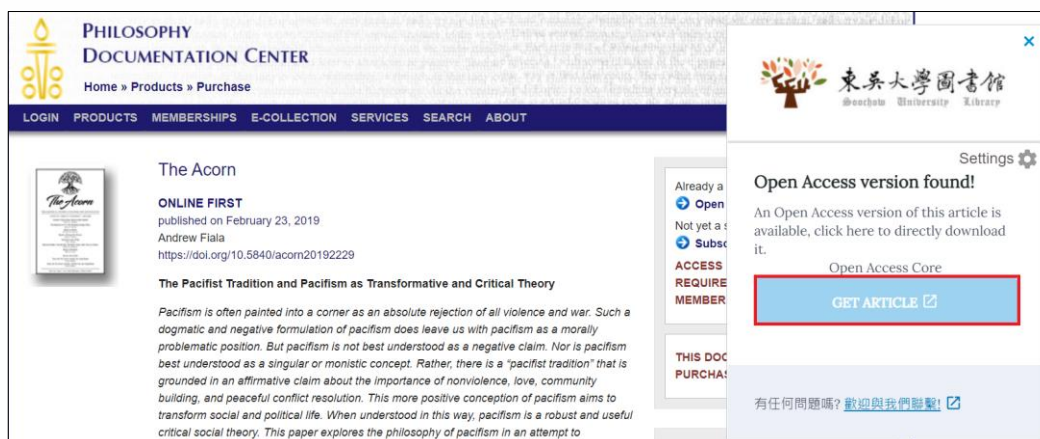 PHILOSOPHY
DOCUMENTATION CENTER
Home » Products » Purchase
LOGIN PRODUCTS MEMBERSHIPS E-COLLECTION SERVICES SEARCH ABOUT
The Acorn
The Acorn
ONLINE FIRST
published on February 23, 2019
Andrew Fiala
https://doi.org/10.5840/acorn20192229
The Pacifist Tradition and Pacifism as Transformative and Critical Theory
Pacifism is often painted into a corner as an absolute rejection of all violence and war. Such a
dogmatic and negative formulation of pacifism does leave us with pacifism as a morally
problematic position. But pacifism is not best understood as a negative claim. Nor is pacifism
best understood as a singular or monistic concept. Rather, there is a “pacifist tradition” that is
grounded in an affirmative claim about the importance of nonviolence, love, community
building, and peaceful conflict resolution. This more positive conception of pacifism aims to
transform social and political life. When understood in this way, pacifism is a robust and useful
critical social theory. This paper explores the philosophy of pacifism in an attempt to
Already a
Open
Not yet a s
Subsc
ACCESS
REQUIRE
MEMBER
THIS DOC
PURCHAS
東吳大學圖書館
Soochow University Library
Settings
Open Access version found!
An Open Access version of this article is
available, click here to directly download
it.
Open Access Core
GET ARTICLE
有任何問題嗎? 歡迎與我們聯繫!